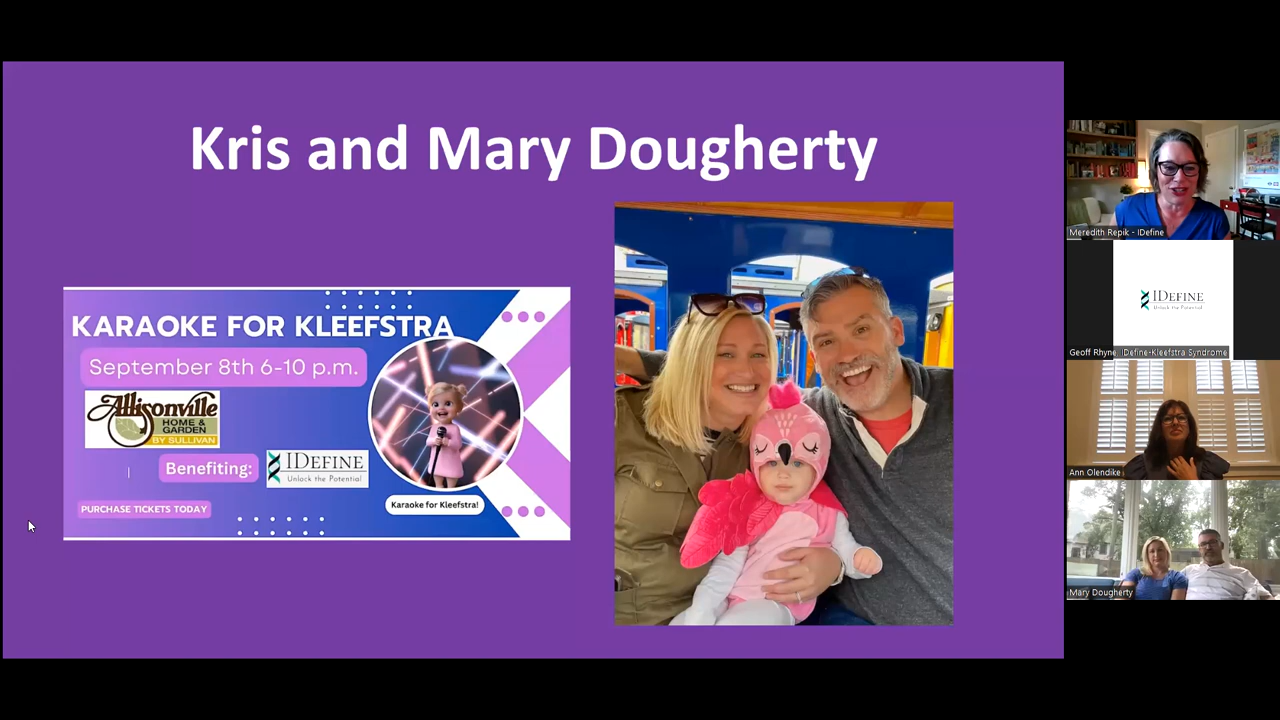 Kris and Mary Dougherty
KARAOKE FOR KLEEFSTRA
September 8th 6-10 p.m.
Allisonville
HOME & GARDEN
BY SULLIVAN
Benefiting:
IDEFINE
Unlock the Potential
PURCHASE TICKETS TODAY
Karaoke for Kleefstra!
Meredith Repik - IDefine
IDEFINE
Unlock the Potential
Geoff Rhyne IDefine-Kleefstra Syndrome
Ann Olendike
Mary Dougherty